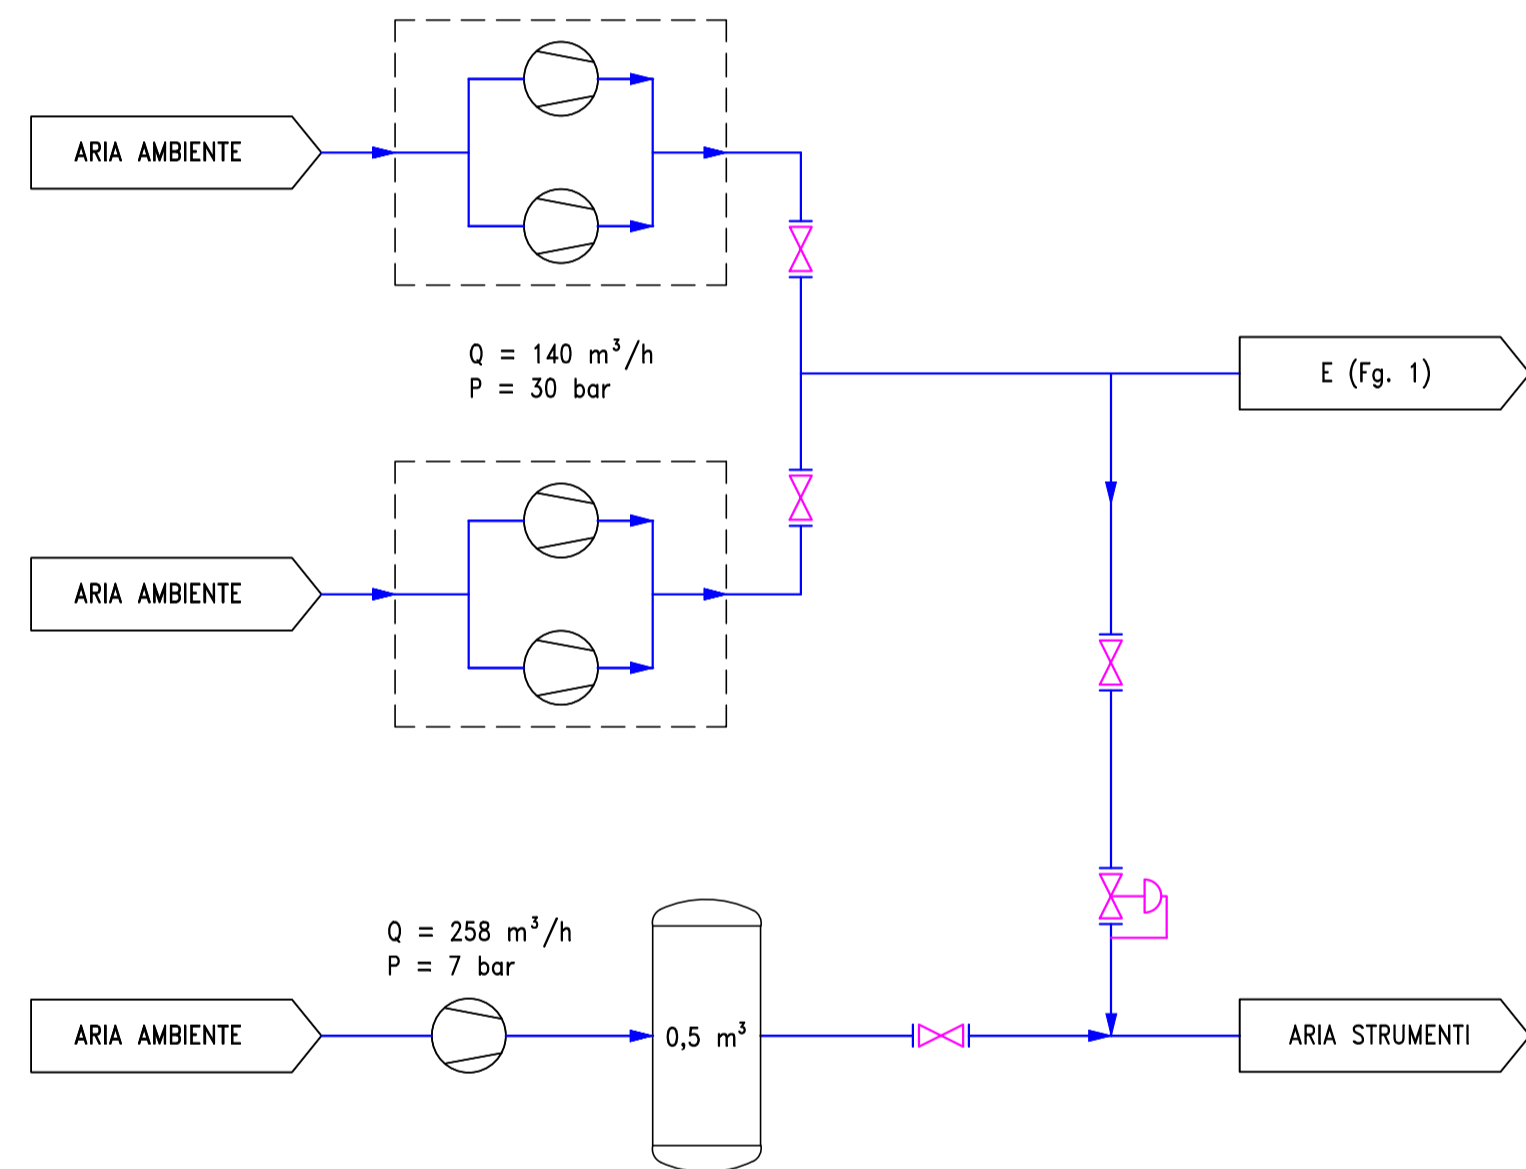 ARIA AMBIENTE
Q = 140 m³/h
P = 30 bar
E (Fg. 1)
ARIA AMBIENTE
Q = 258 m³/h
P = 7 bar
ARIA AMBIENTE
0,5 m³
ARIA STRUMENTI